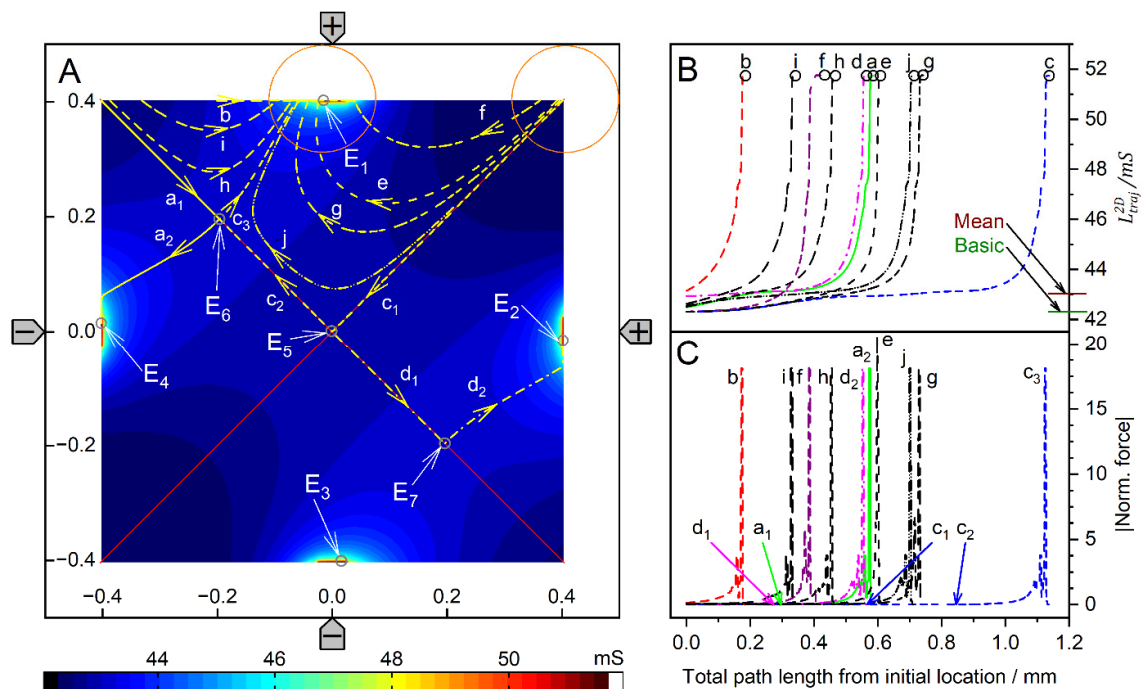 +
A
0.4
0.2
0.0
−0.2
−0.4
−
+
−
b
i
h
f
e
g
j
a₁
a₂
c₃
c₂
c₁
d₁
d₂
E₁
E₂
E₃
E₄
E₅
E₆
E₇
−0.4 −0.2 0.0 0.2 0.4
44 46 48 50 mS
B
b i f h d a e j g c
52
50
48
46
44
42
L²ᴰₜᵣₐⱼ /mS
Mean
Basic
C
b i f h d₂ a₂ e j g c₃
d₁ a₁ c₁ c₂
20
15
10
5
0
|Norm. force|
0.0 0.2 0.4 0.6 0.8 1.0 1.2
Total path length from initial location / mm